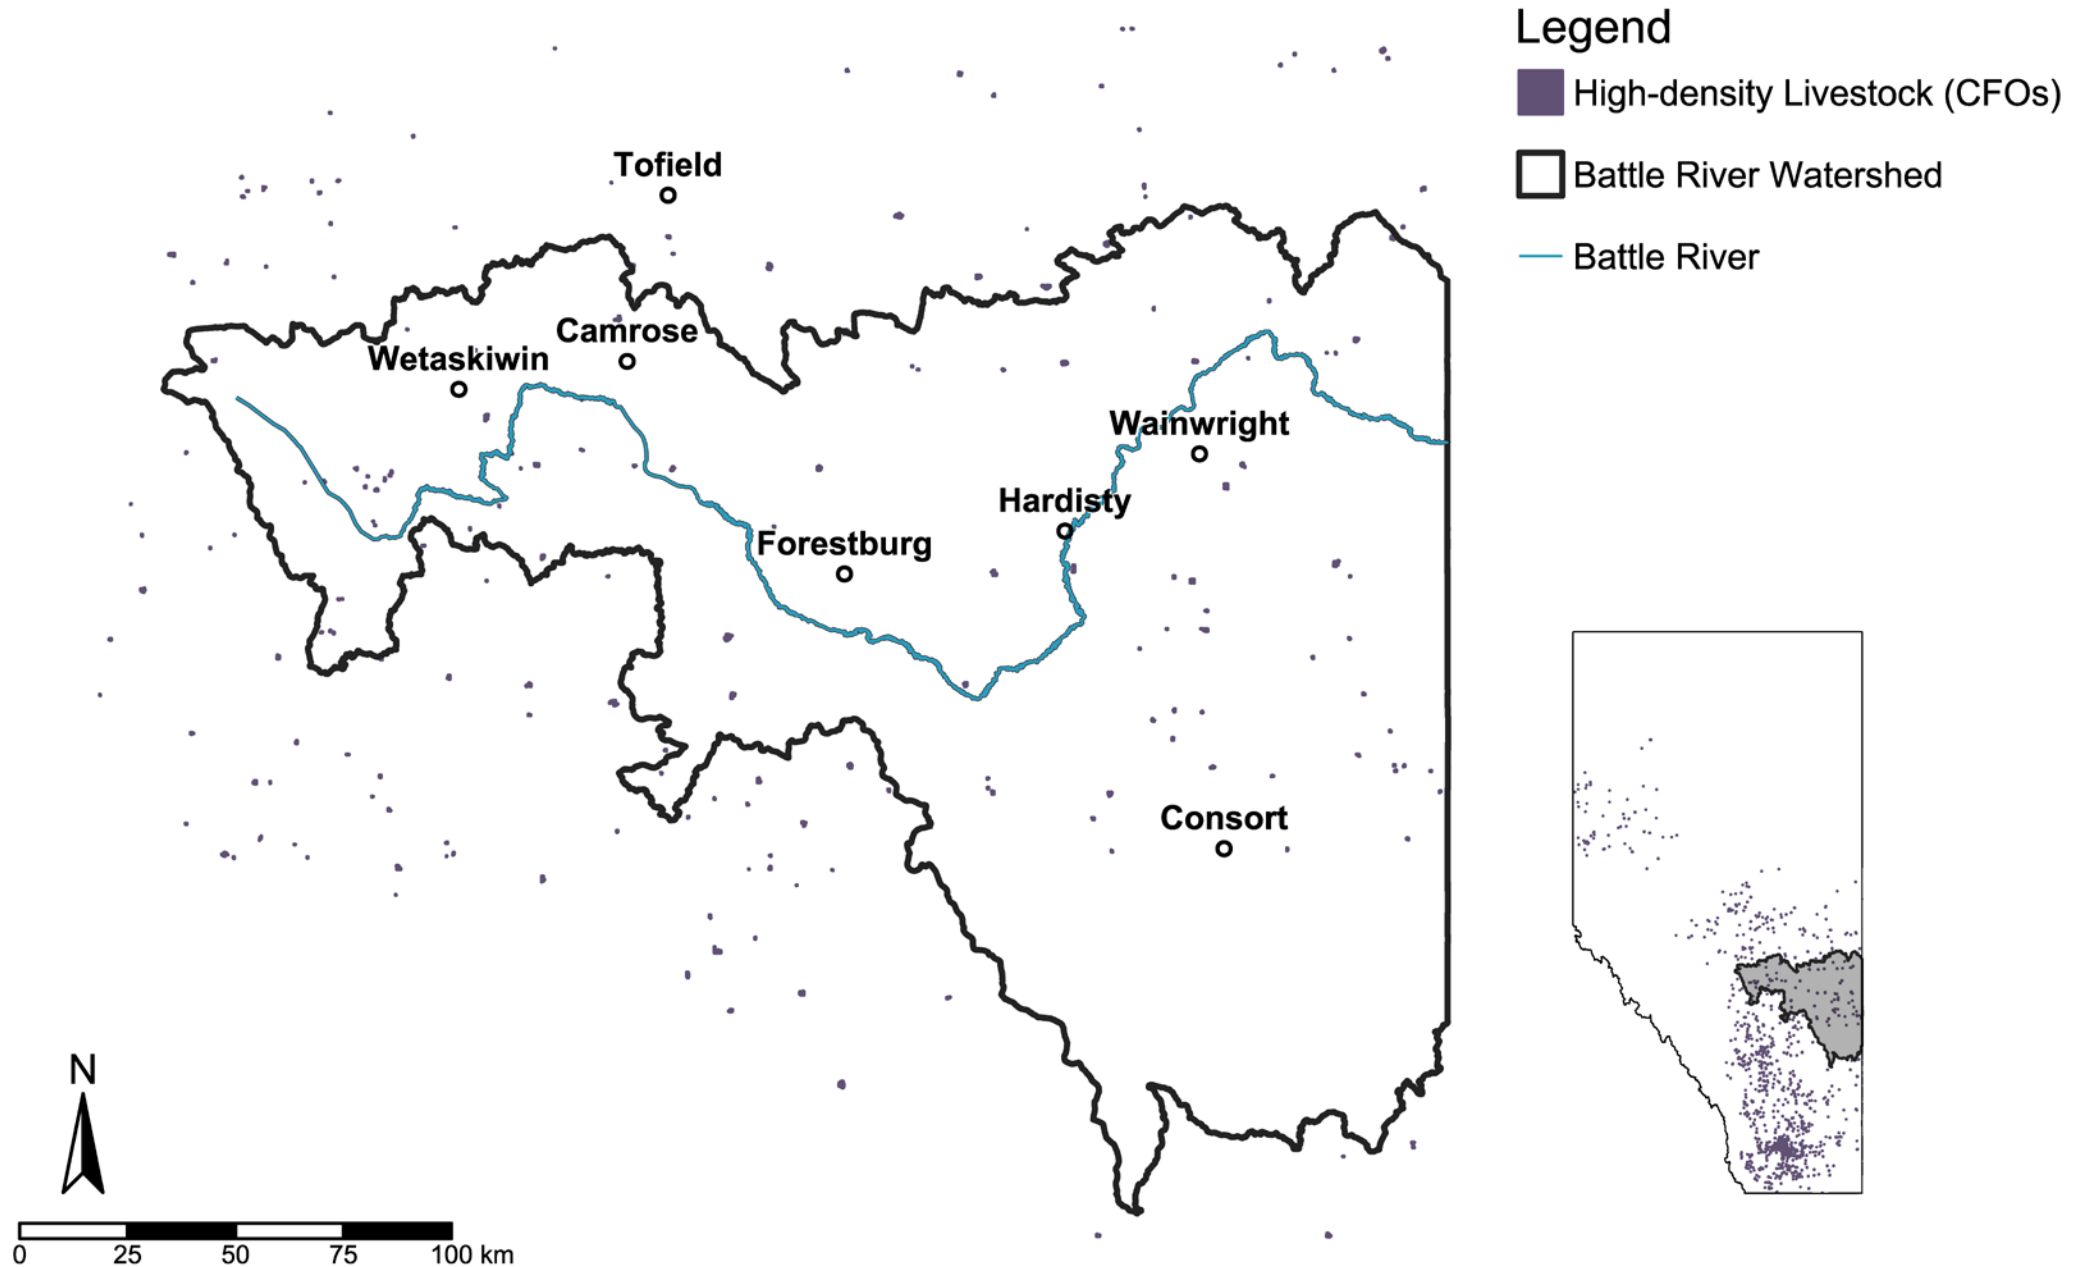 Legend
High-density Livestock (CFOs)
Battle River Watershed
Battle River
Tofield
Camrose
Wetaskiwin
Wainwright
Hardisty
Forestburg
Consort
N
0 25 50 75 100 km